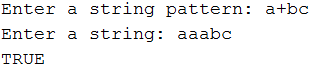 Enter a string pattern: a+bc
Enter a string: aaabc
TRUE